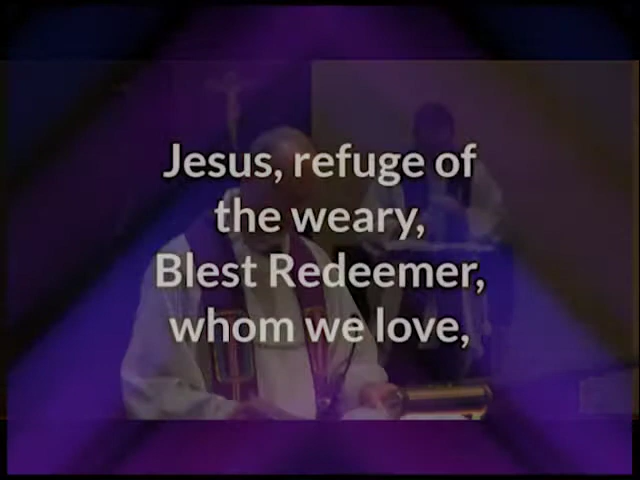 Jesus, refuge of
the weary,
Blest Redeemer,
whom we love,